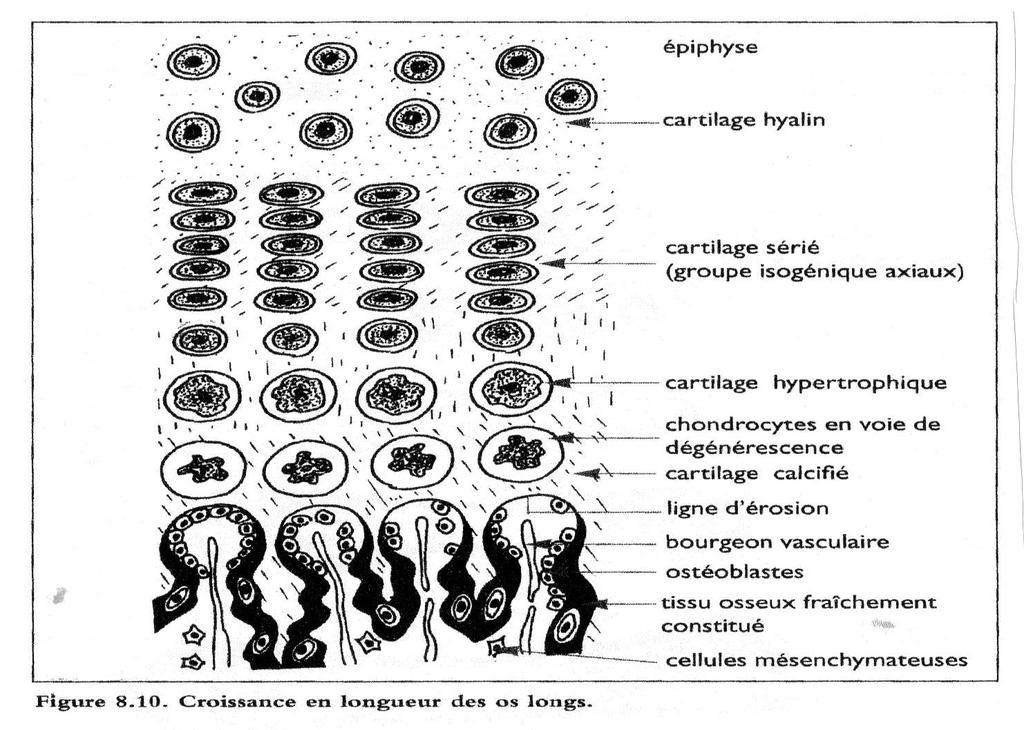 épiphyse
cartilage hyalin
cartilage sérié
(groupe isogénique axiaux)
cartilage hypertrophique
chondrocytes en voie de
dégénérescence
cartilage calcifié
ligne d'érosion
bourgeon vasculaire
ostéoblastes
tissu osseux fraîchement
constitué
cellules mésenchymateuses
Figure 8.10. Croissance en longueur des os longs.